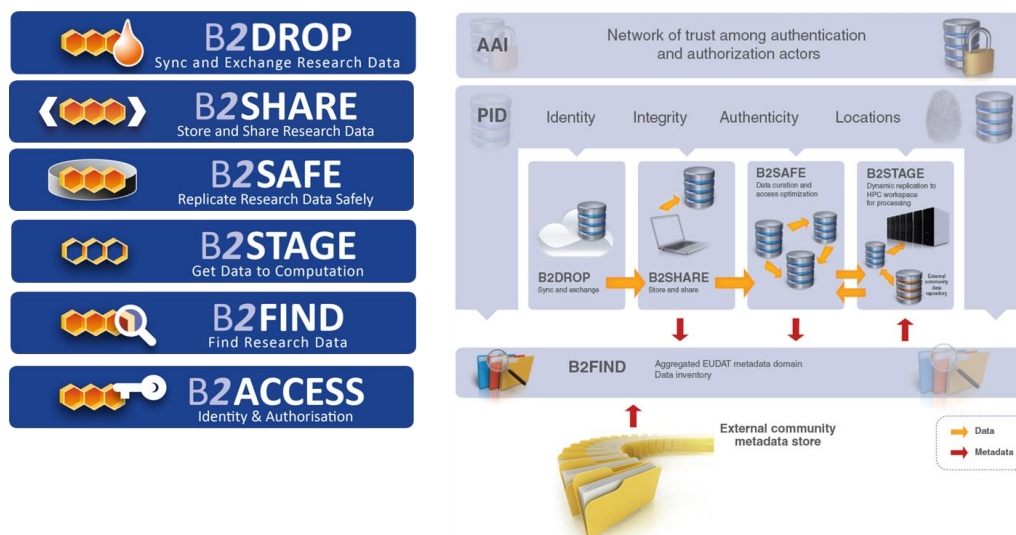 B2DROP
Sync and Exchange Research Data
B2SHARE
Store and Share Research Data
B2SAFE
Replicate Research Data Safely
B2STAGE
Get Data to Computation
B2FIND
Find Research Data
B2ACCESS
Identity & Authorisation
AAI
Network of trust among authentication
and authorization actors
PID
Identity
Integrity
Authenticity
Locations
B2DROP
Sync and exchange
B2SHARE
Store and share
B2SAFE
Data curation and
access optimization
B2STAGE
Dynamic replication to
HPC workspace
for processing
External
community
data
repository
B2FIND
Aggregated EUDAT metadata domain
Data inventory
External community
metadata store
Data
Metadata